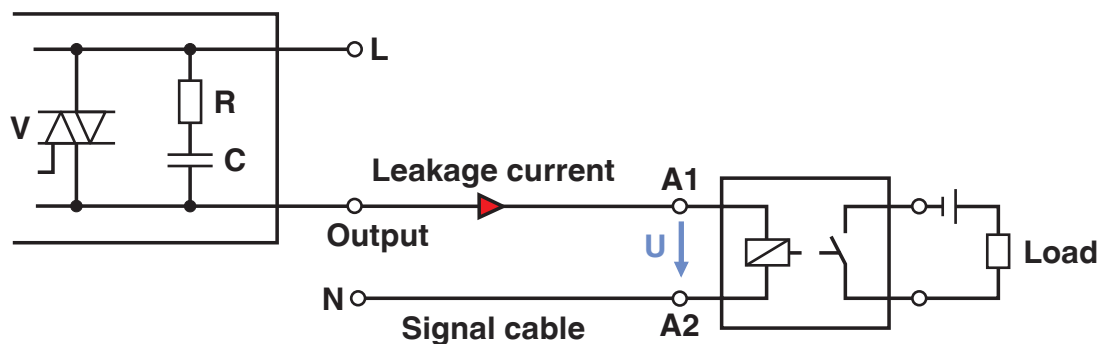 L
R
V
C
Leakage current
A1
Output
U
Load
N
Signal cable
A2